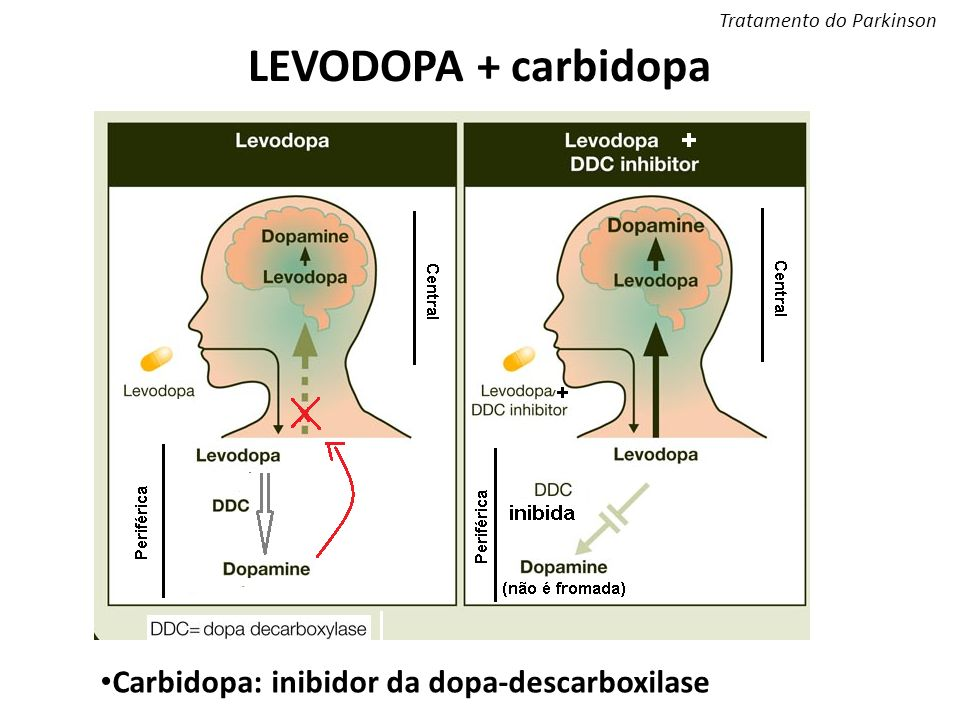 Tratamento do Parkinson
LEVODOPA + carbidopa
Levodopa
Dopamine
Levodopa
Central
Levodopa
Levodopa
Periférica
DDC
Dopamine
Levodopa +
DDC inhibitor
Dopamine
Levodopa
Central
Levodopa/
+
DDC inhibitor
Levodopa
Periférica
DDC
inibida
Dopamine
(não é fromada)
DDC= dopa decarboxylase
•Carbidopa: inibidor da dopa-descarboxilase